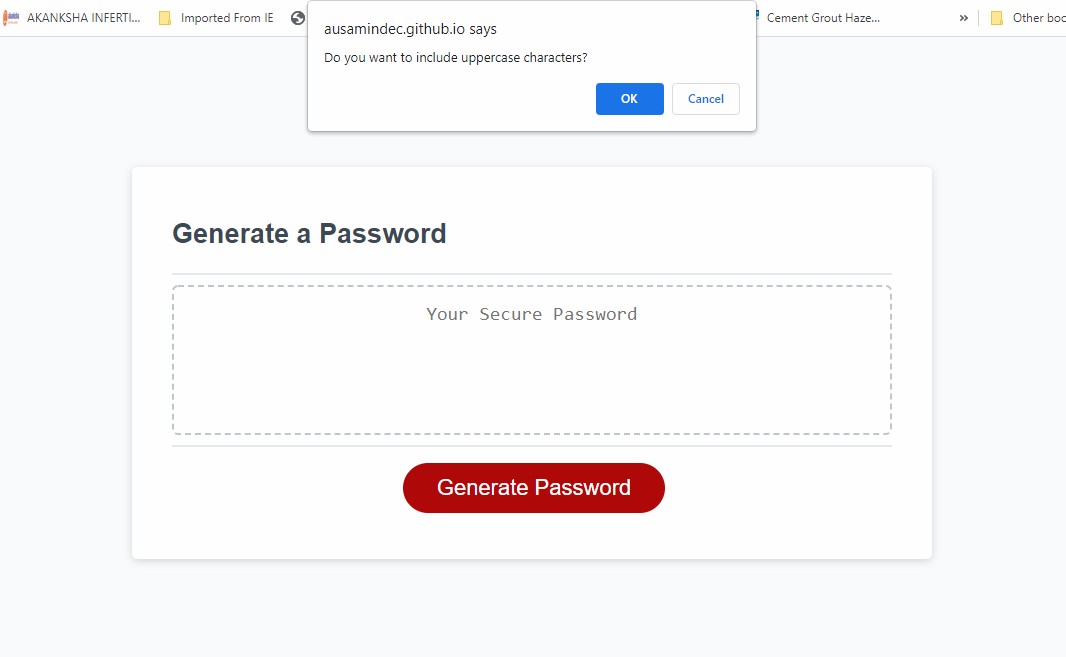 AKANKSHA INFERTI...
Imported From IE
Cement Grout Haze...
»
Other boo
ausamindec.github.io says
Do you want to include uppercase characters?
OK
Cancel
Generate a Password
Your Secure Password
Generate Password